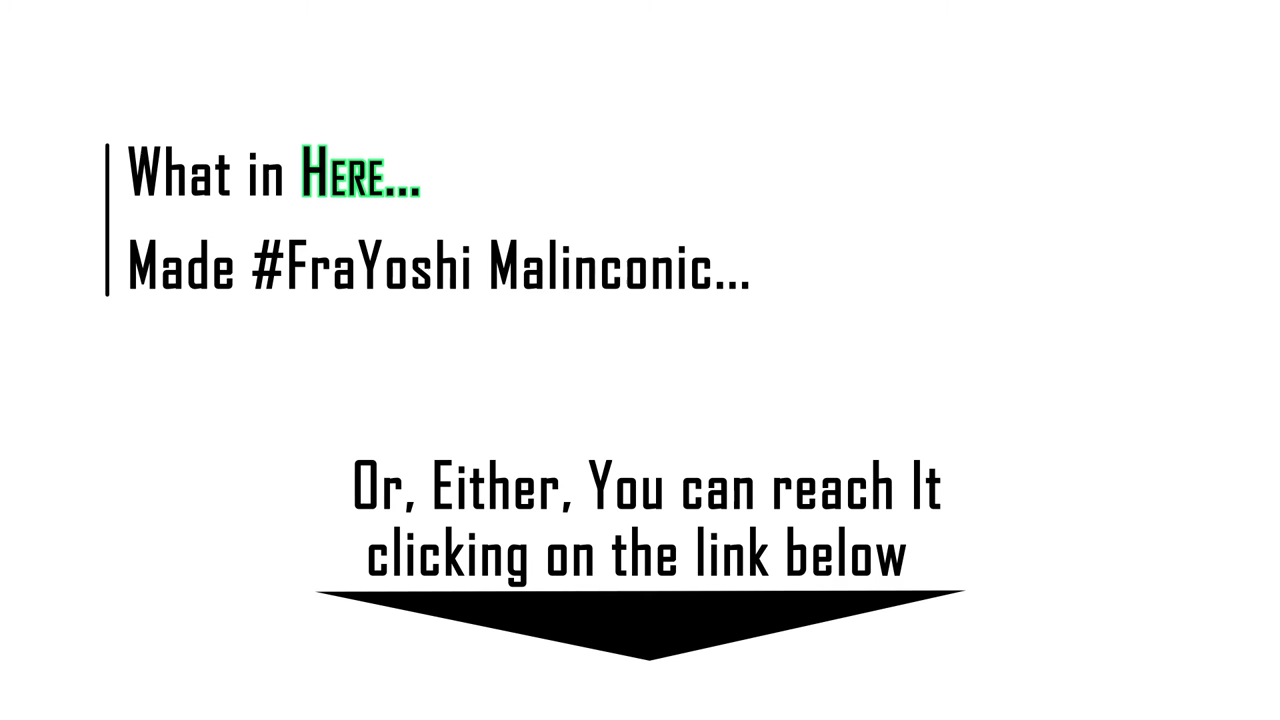 What in HERE...
Made #FraYoshi Malinconic...
Or, Either, You can reach It
clicking on the link below